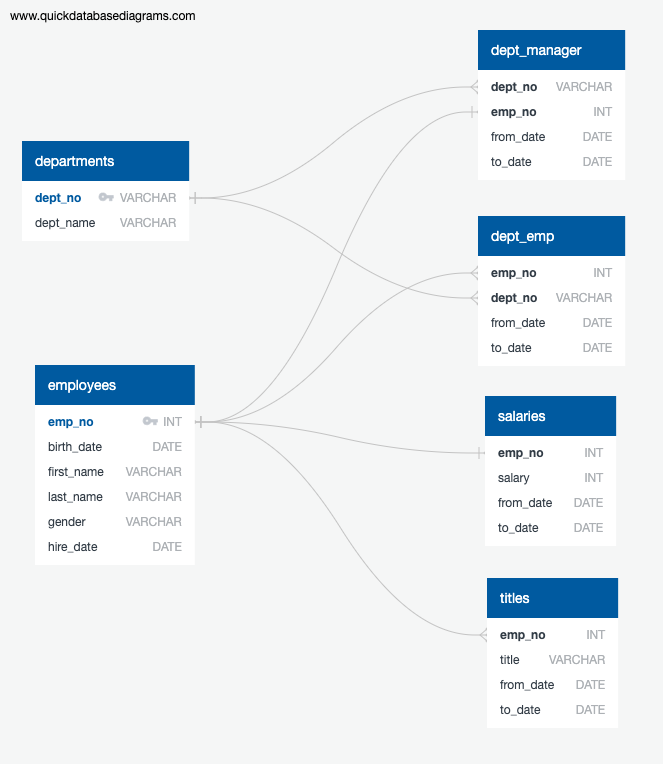 www.quickdatabasediagrams.com
dept_manager
dept_no VARCHAR
emp_no INT
from_date DATE
to_date DATE
departments
dept_no VARCHAR
dept_name VARCHAR
dept_emp
emp_no INT
dept_no VARCHAR
from_date DATE
to_date DATE
employees
emp_no INT
birth_date DATE
first_name VARCHAR
last_name VARCHAR
gender VARCHAR
hire_date DATE
salaries
emp_no INT
salary INT
from_date DATE
to_date DATE
titles
emp_no INT
title VARCHAR
from_date DATE
to_date DATE